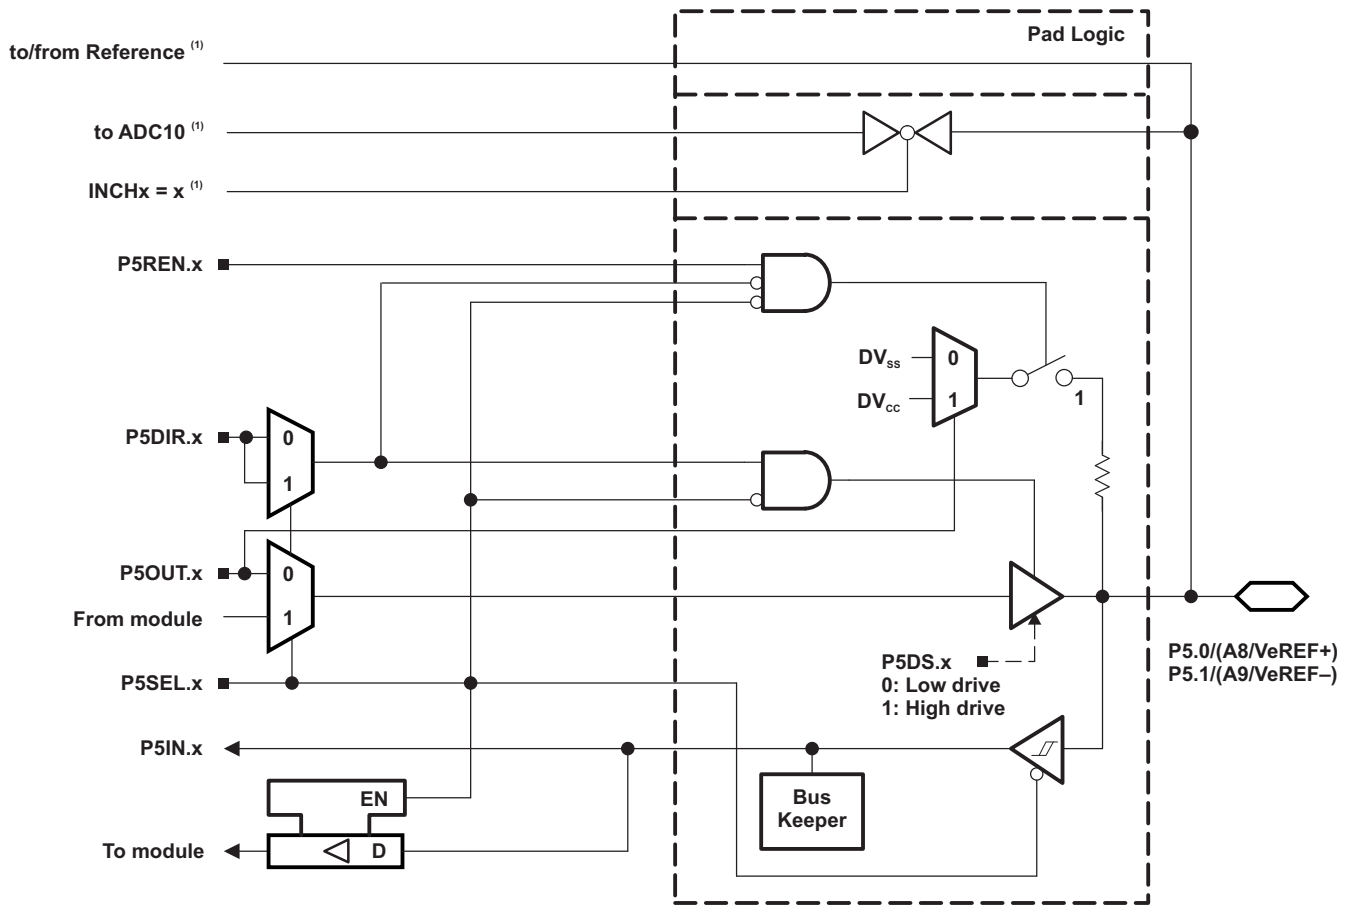 Pad Logic
to/from Reference (1)
to ADC10 (1)
INCHx = x (1)
P5REN.x
DVSS 0
DVCC 1
1
P5DIR.x 0
1
P5OUT.x 0
From module 1
P5SEL.x
P5DS.x
0: Low drive
1: High drive
P5.0/(A8/VeREF+)
P5.1/(A9/VeREF–)
P5IN.x
EN
Bus
Keeper
To module D